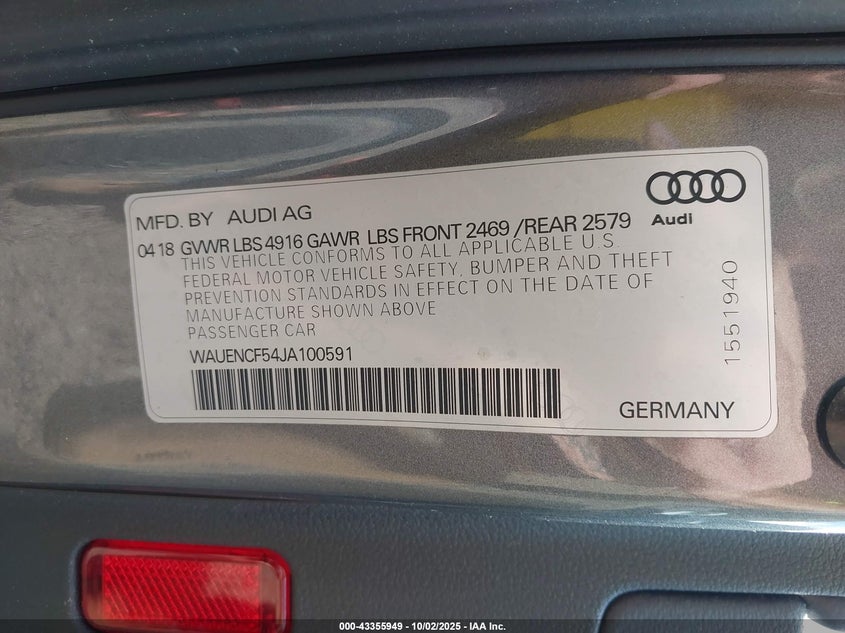 MFD. BY AUDI AG
Audi
04 18 GVWR LBS 4916 GAWR LBS FRONT 2469 /REAR 2579
THIS VEHICLE CONFORMS TO ALL APPLICABLE U.S.
FEDERAL MOTOR VEHICLE SAFETY, BUMPER AND THEFT
PREVENTION STANDARDS IN EFFECT ON THE DATE OF
MANUFACTURE SHOWN ABOVE
PASSENGER CAR
WAUENCF54JA100591
1551940
GERMANY
000-43355949 - 10/02/2025 - IAA Inc.